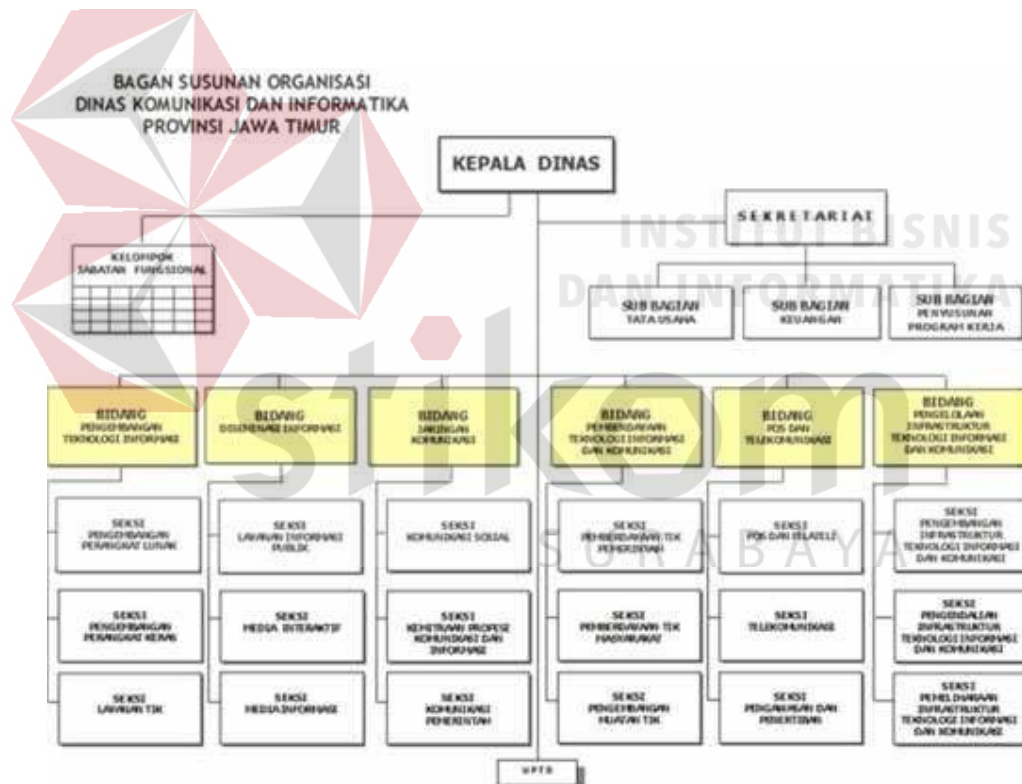 BAGAN SUSUNAN ORGANISASI
DINAS KOMUNIKASI DAN INFORMATIKA
PROVINSI JAWA TIMUR
KEPALA DINAS
SEKRETARIAT
INSTITUT BISNIS
DAN INFORMATIKA
KELOMPOK
JABATAN FUNGSIONAL
SUB BAGIAN
TATA USAHA
SUB BAGIAN
KEUANGAN
SUB BAGIAN
PENYUSUNAN
PROGRAM KERJA
stikom
SURABAYA
BIDANG
PENGEMBANGAN
TEKNOLOGI INFORMASI
BIDANG
DISEMINASI INFORMASI
BIDANG
JARINGAN
KOMUNIKASI
BIDANG
PEMBERDAYAAN
TEKNOLOGI INFORMASI
DAN KOMUNIKASI
BIDANG
POS DAN
TELEKOMUNIKASI
BIDANG
PENGELOLAAN
INFRASTRUKTUR
TEKNOLOGI INFORMASI
DAN KOMUNIKASI
SEKSI
PENGEMBANGAN
PERANGKAT LUNAK
SEKSI
LAYANAN INFORMASI
PUBLIK
SEKSI
KOMUNIKASI SOSIAL
SEKSI
PEMBERDAYAAN TIK
PEMERINTAH
SEKSI
POS DAN FILATELI
SEKSI
PENGEMBANGAN
INFRASTRUKTUR
TEKNOLOGI INFORMASI
DAN KOMUNIKASI
SEKSI
PENGEMBANGAN
PERANGKAT KERAS
SEKSI
MEDIA INTERAKTIF
SEKSI
KEMITRAAN PROFESI
KOMUNIKASI DAN
INFORMASI
SEKSI
PEMBERDAYAAN TIK
MASYARAKAT
SEKSI
TELEKOMUNIKASI
SEKSI
PENGENDALIAN
INFRASTRUKTUR
TEKNOLOGI INFORMASI
DAN KOMUNIKASI
SEKSI
LAYANAN TIK
SEKSI
MEDIA INFORMASI
SEKSI
KOMUNIKASI
PEMERINTAH
SEKSI
PENGEMBANGAN
MUATAN TIK
SEKSI
PENGAWASAN DAN
PENERTIBAN
SEKSI
PEMELIHARAAN
INFRASTRUKTUR
TEKNOLOGI INFORMASI
DAN KOMUNIKASI
UPTD